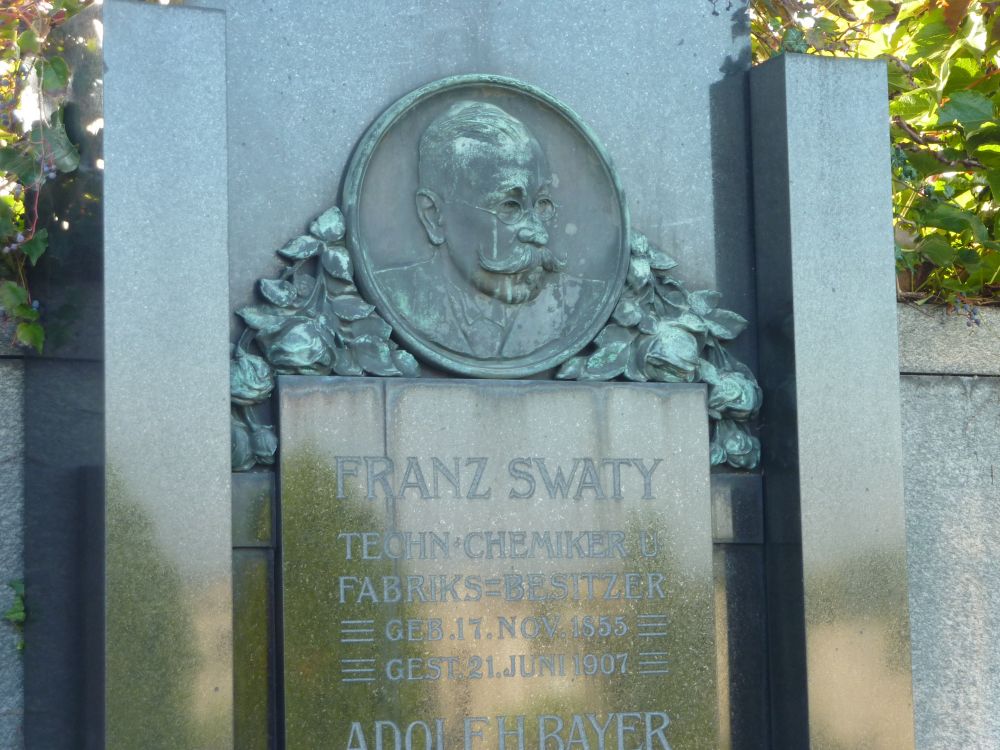 FRANZ SWATY
TECHN·CHEMIKER U
FABRIKS=BESITZER
GEB. 17. NOV. 1855
GEST. 21. JUNI 1907
ADOLF H. BAYER